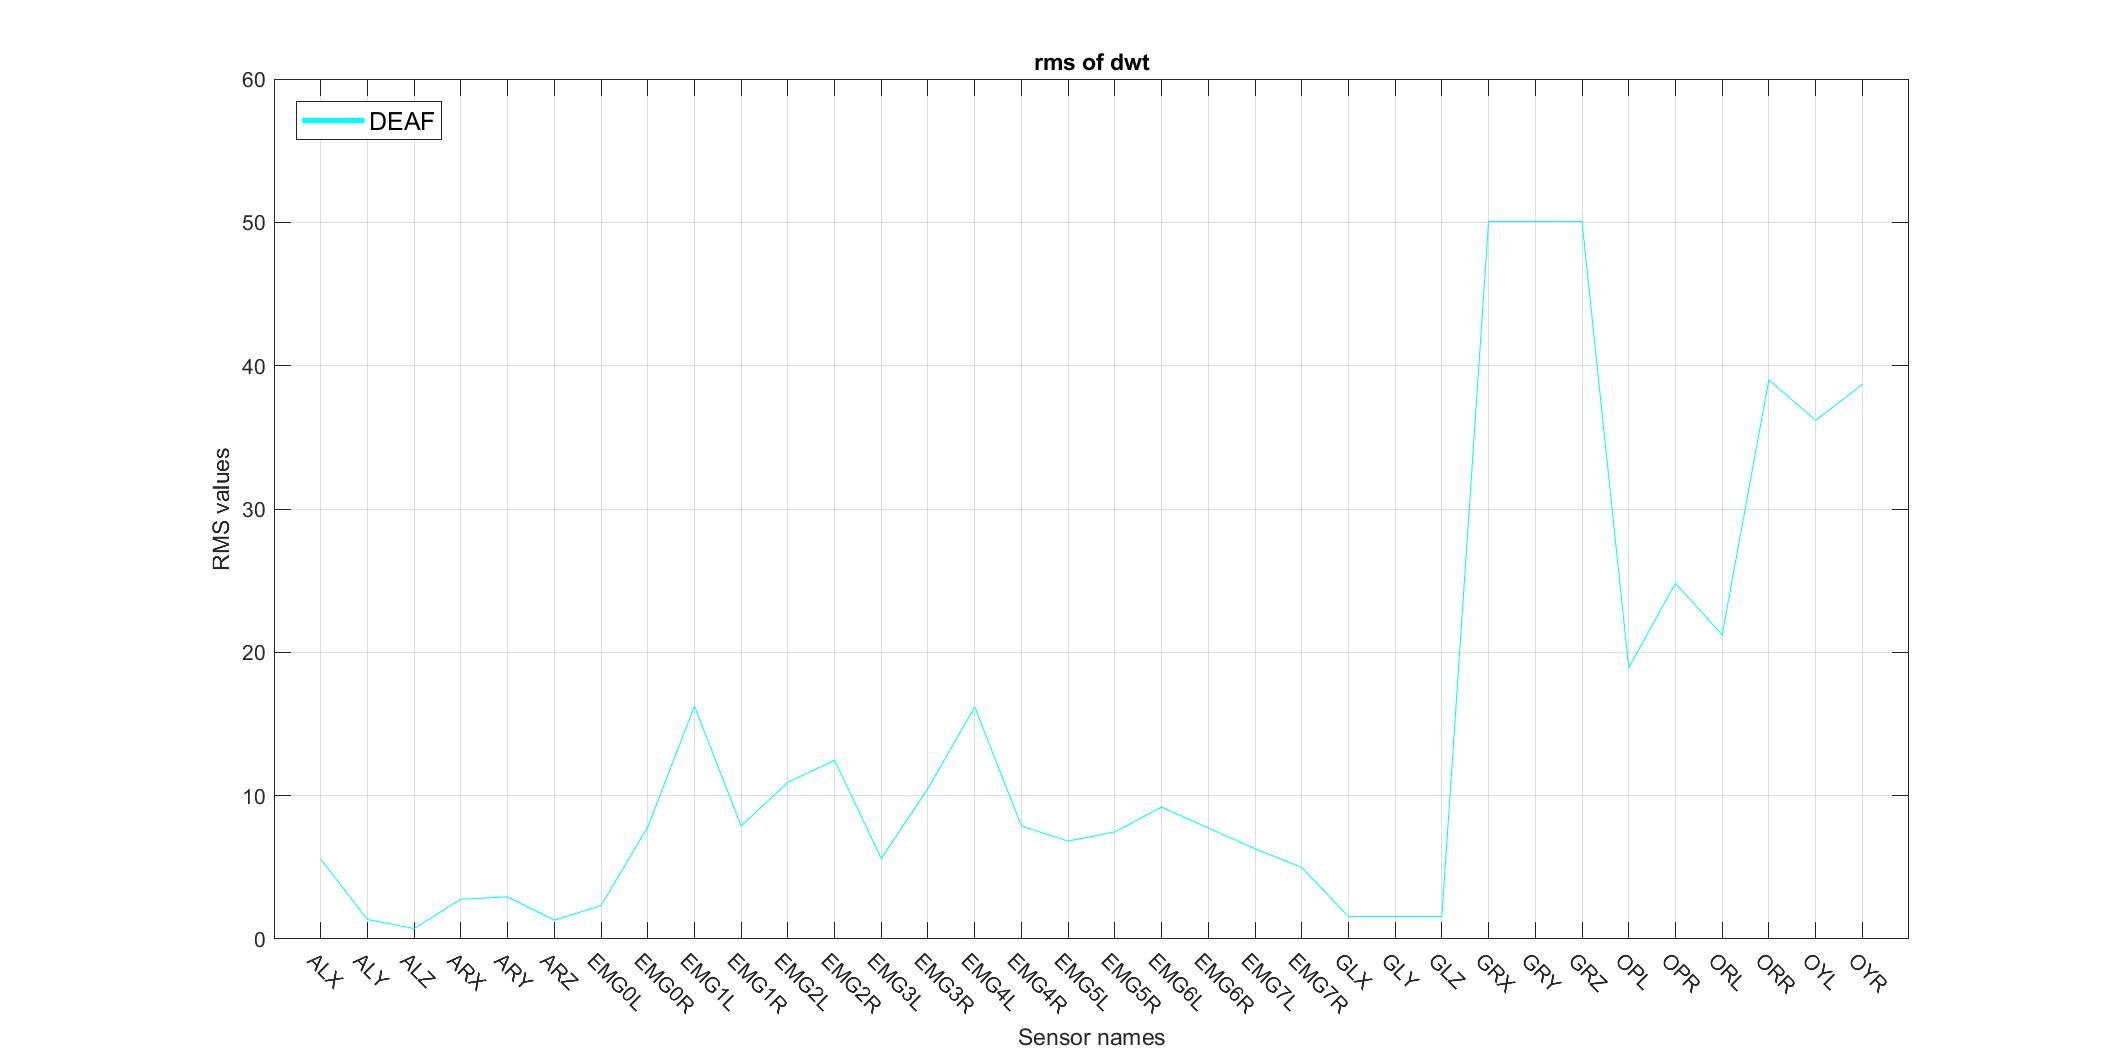 rms of dwt
60
DEAF
50
40
30
20
10
0
RMS values
ALX ALY ALZ ARX ARY ARZ EMG0L EMG0R EMG1L EMG1R EMG2L EMG2R EMG3L EMG3R EMG4L EMG4R EMG5L EMG5R EMG6L EMG6R EMG7L EMG7R GLX GLY GLZ GRX GRY GRZ OPL OPR ORL ORR OYL OYR
Sensor names